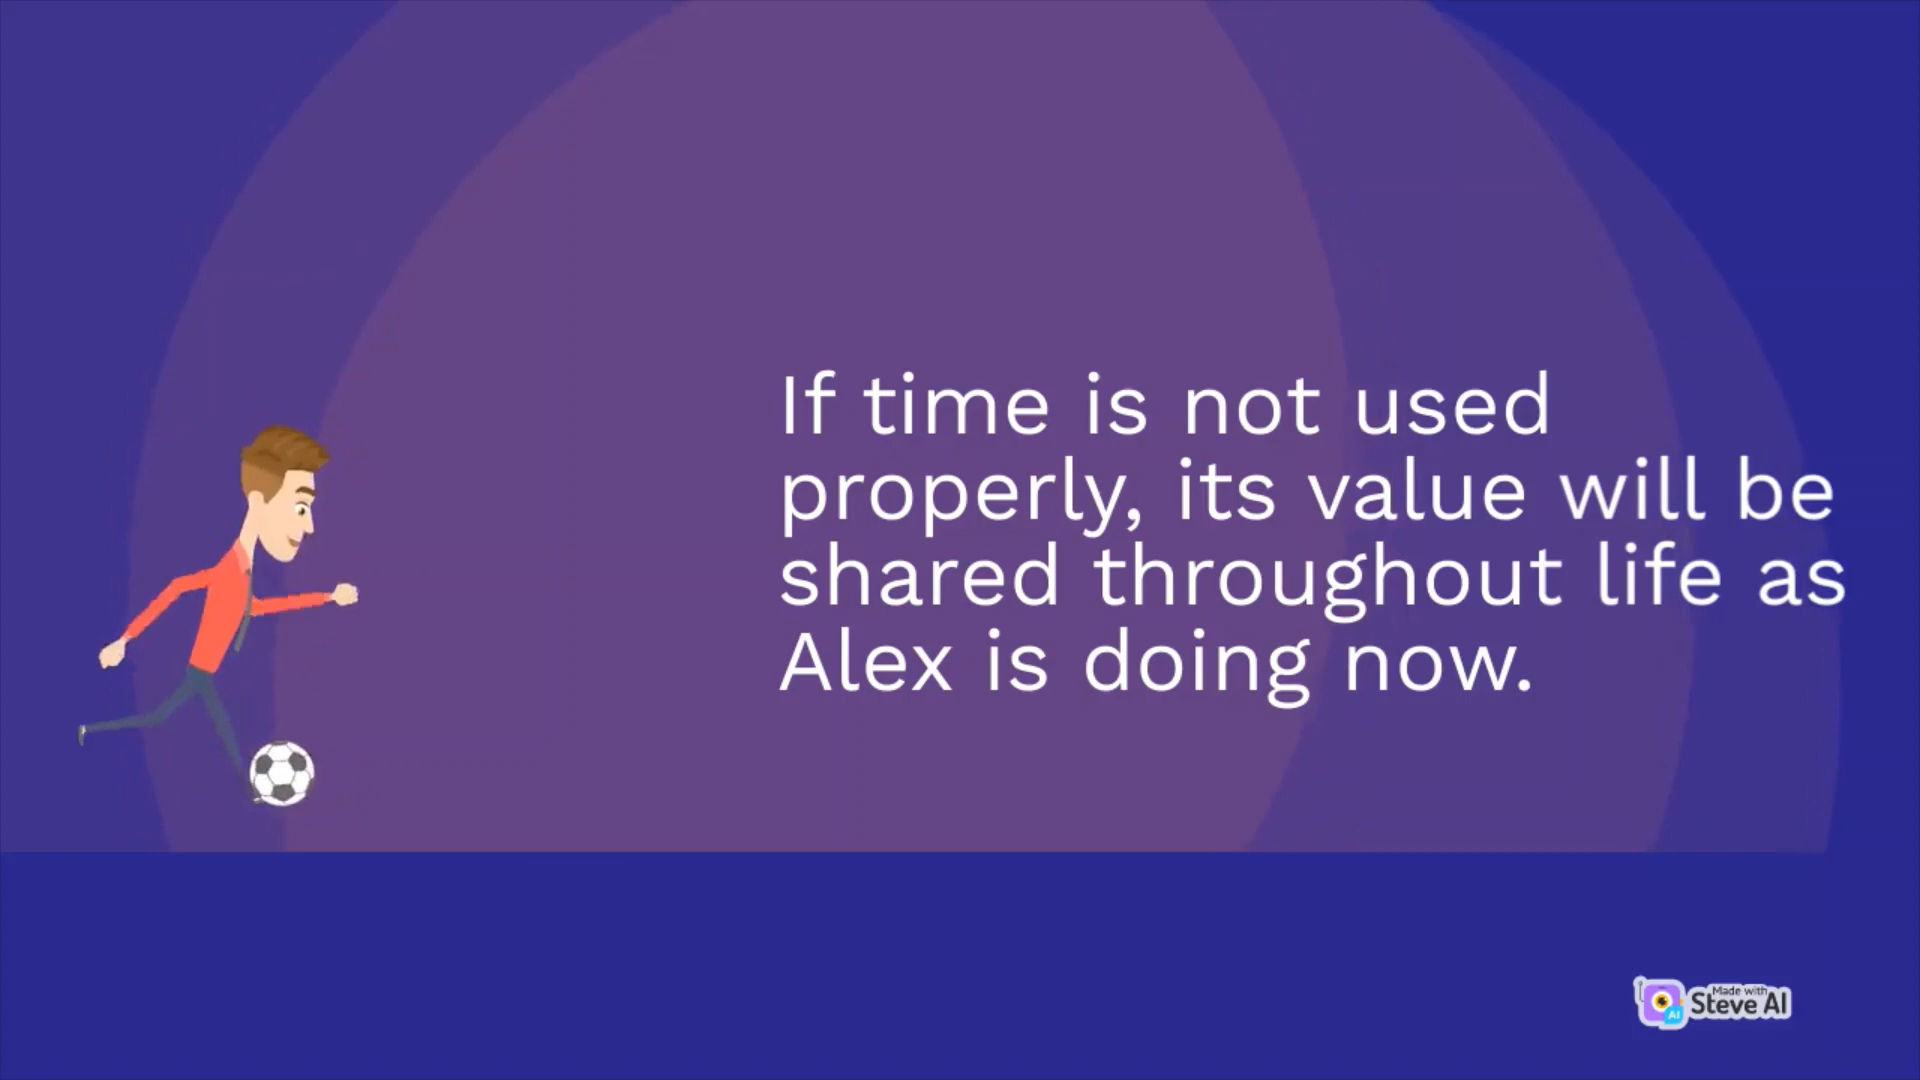 If time is not used
properly, its value will be
shared throughout life as
Alex is doing now.
Made with
Steve AI
AI